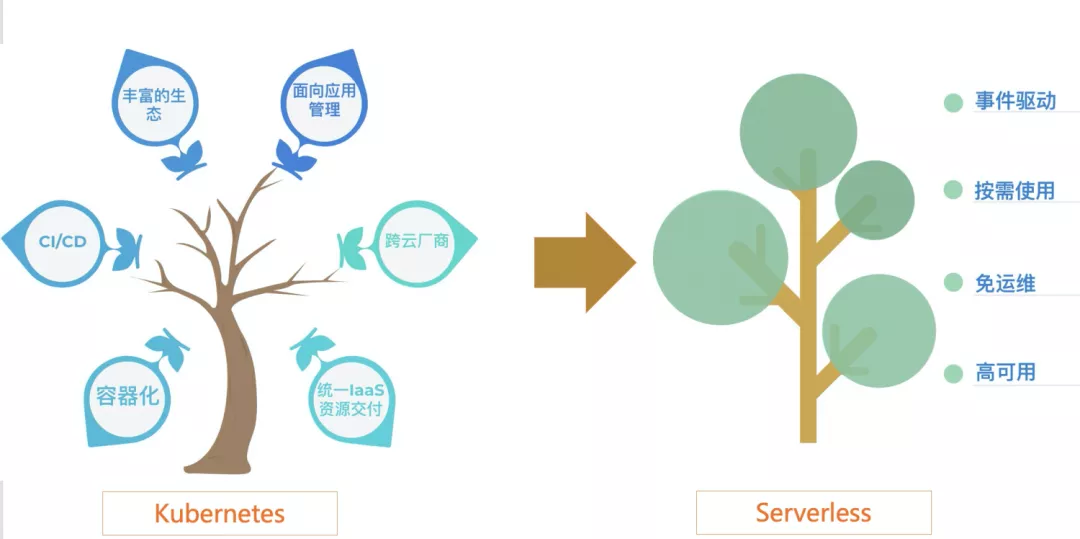 丰富的生
态
面向应用
管理
CI/CD
跨云厂商
容器化
统一IaaS
资源交付
Kubernetes
事件驱动
按需使用
免运维
高可用
Serverless